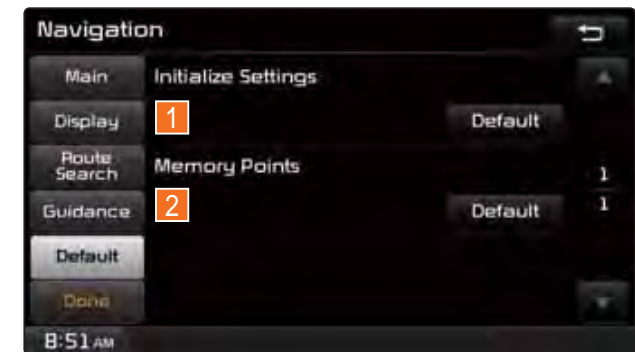 Navigation
Main
Initialize Settings
Display
1
Default
Route
Search
Memory Points
1
Guidance
2
Default
1
Default
Done
8:51 AM